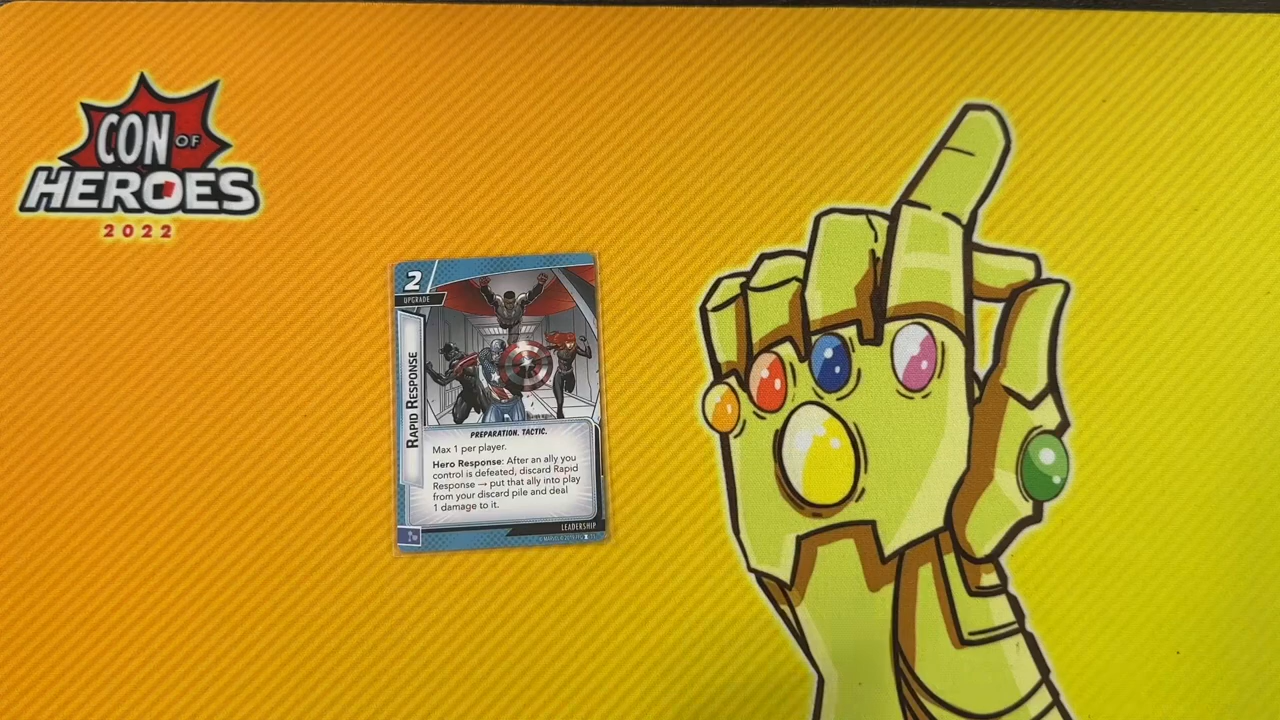 CON OF
HEROES
2022
2
UPGRADE
RAPID RESPONSE
PREPARATION. TACTIC.
Max 1 per player.
Hero Response: After an ally you
control is defeated, discard Rapid
Response → put that ally into play
from your discard pile and deal
1 damage to it.
LEADERSHIP